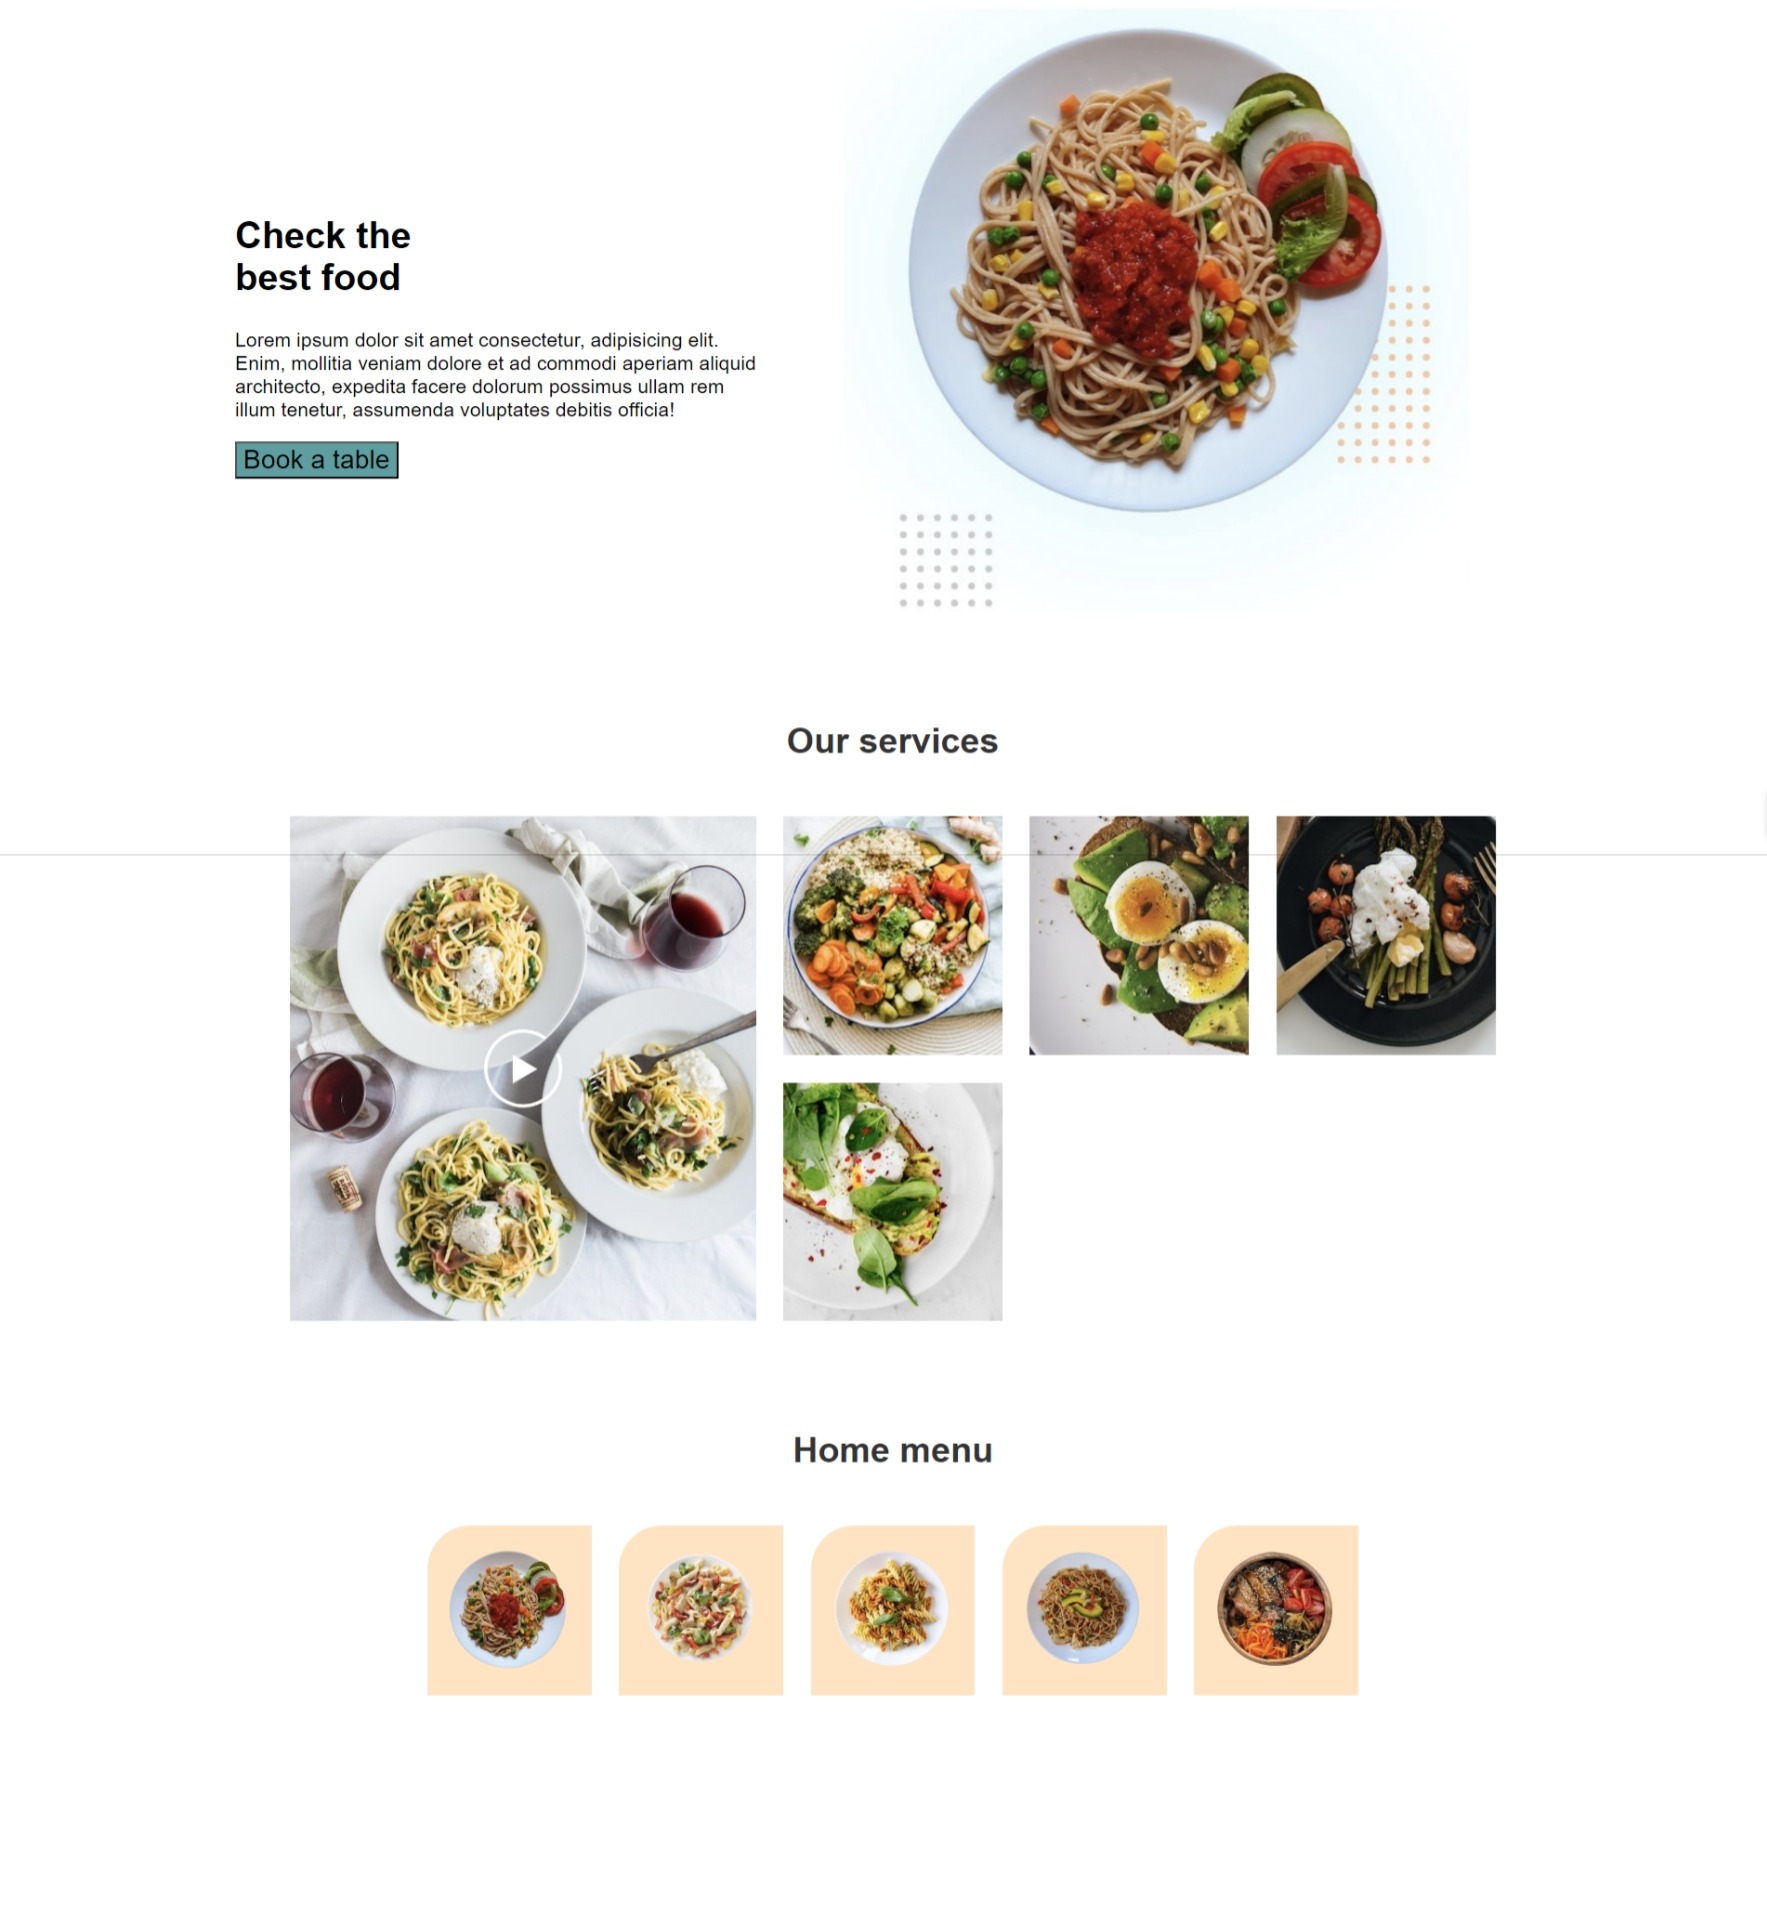 Check the
best food
Lorem ipsum dolor sit amet consectetur, adipisicing elit.
Enim, mollitia veniam dolore et ad commodi aperiam aliquid
architecto, expedita facere dolorum possimus ullam rem
illum tenetur, assumenda voluptates debitis officia!
Book a table
Our services
Home menu